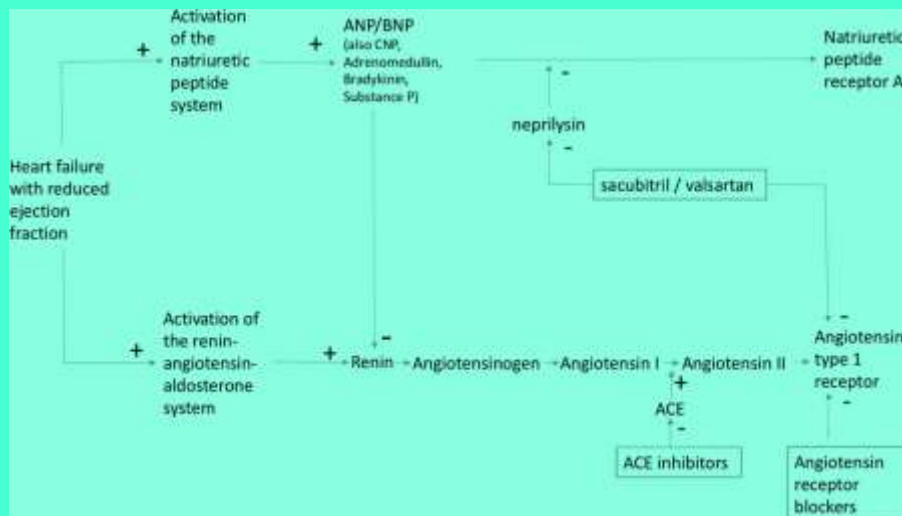 Activation
of the
natriuretic
peptide
system
+
+
ANP/BNP
(also CNP,
Adrenomedullin,
Bradykinin,
Substance P)
-
Natriuretic
peptide
receptor A
neprilysin
-
sacubitril / valsartan
Heart failure
with reduced
ejection
fraction
+
Activation of
the renin-
angiotensin-
aldosterone
system
+
-
Renin
Angiotensinogen
Angiotensin I
+
Angiotensin II
-
Angiotensin
type 1
receptor
ACE
-
ACE inhibitors
-
Angiotensin
receptor
blockers